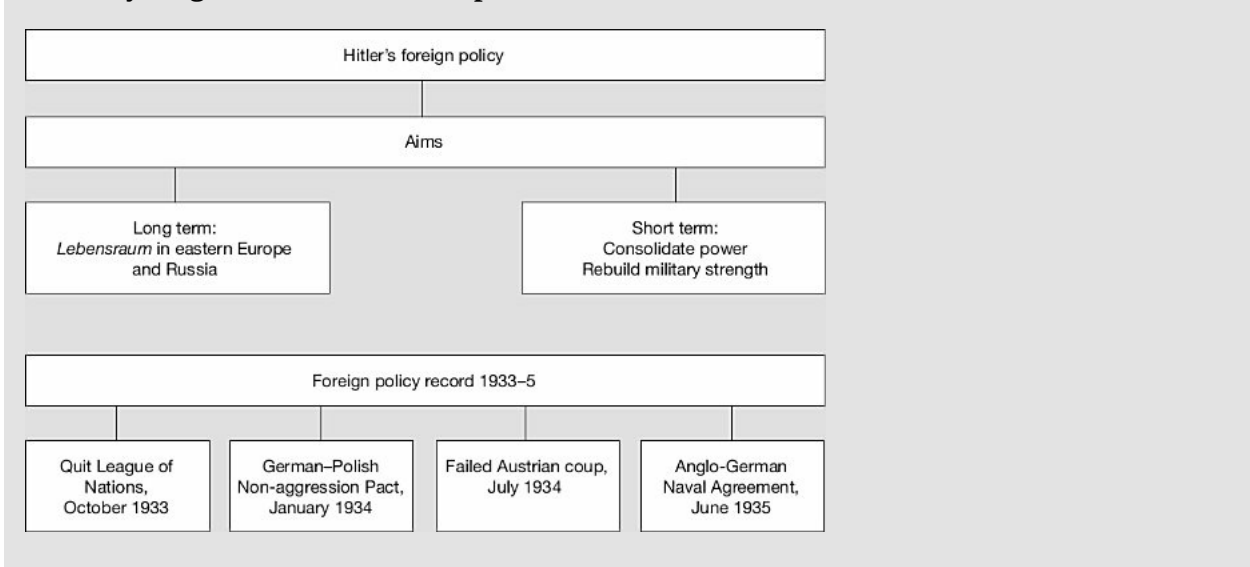 Hitler's foreign policy
Aims
Long term:
Lebensraum in eastern Europe
and Russia
Short term:
Consolidate power
Rebuild military strength
Foreign policy record 1933–5
Quit League of
Nations,
October 1933
German–Polish
Non-aggression Pact,
January 1934
Failed Austrian coup,
July 1934
Anglo-German
Naval Agreement,
June 1935